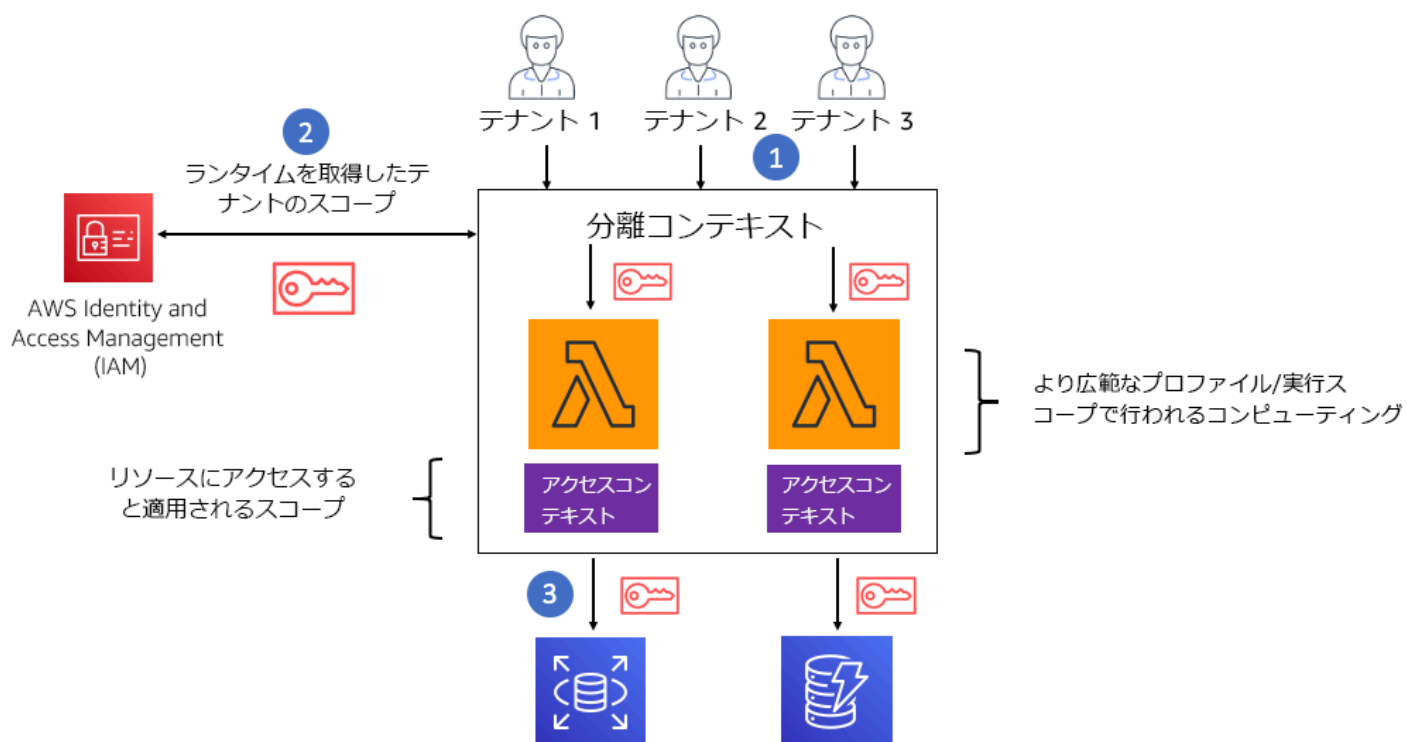 テナント 1
テナント 2
テナント 3
1
2
ランタイムを取得したテ
ナントのスコープ
分離コンテキスト
AWS Identity and
Access Management
(IAM)
より広範なプロファイル/実行ス
コープで行われるコンピューティング
リソースにアクセスする
と適用されるスコープ
アクセスコン
テキスト
アクセスコン
テキスト
3